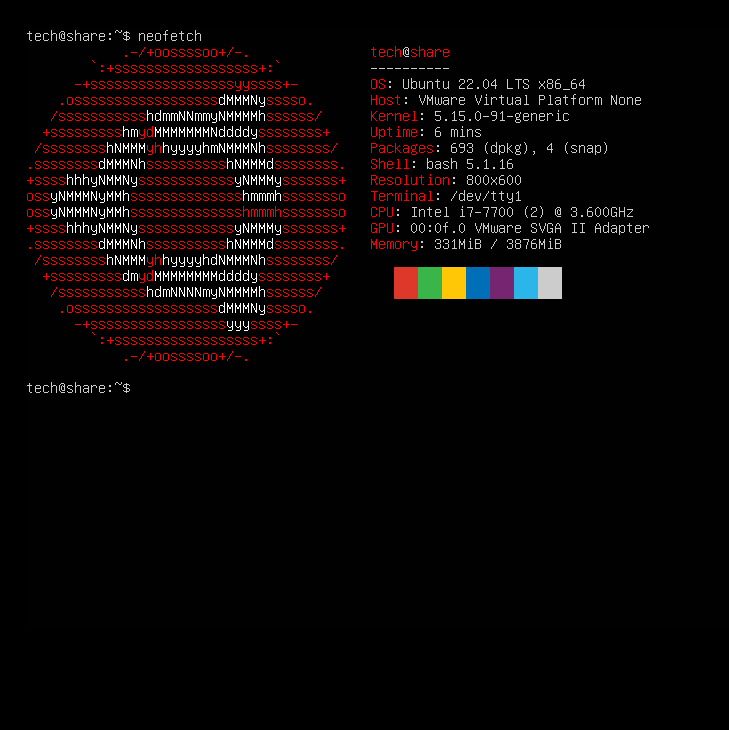 tech@share:~$ neofetch
            .-/+oossssoo+/-.               tech@share
        `:+ssssssssssssssssss+:`           ----------
      -+ssssssssssssssssssyyssss+-         OS: Ubuntu 22.04 LTS x86_64
    .ossssssssssssssssssdMMMNysssso.       Host: VMware Virtual Platform None
   /ssssssssssshdmmNNmmyNMMMMhssssss/      Kernel: 5.15.0-91-generic
  +ssssssssshmydMMMMMMMNddddyssssssss+     Uptime: 6 mins
 /sssssssshNMMMyhhyyyyhmNMMMNhssssssss/    Packages: 693 (dpkg), 4 (snap)
.ssssssssdMMMNhsssssssssshNMMMdssssssss.   Shell: bash 5.1.16
+sssshhhyNMMNyssssssssssssyNMMMysssssss+   Resolution: 800x600
ossyNMMMNyMMhsssssssssssssshmmmhssssssso   Terminal: /dev/tty1
ossyNMMMNyMMhsssssssssssssshmmmhssssssso   CPU: Intel i7-7700 (2) @ 3.600GHz
+sssshhhyNMMNyssssssssssssyNMMMysssssss+   GPU: 00:0f.0 VMware SVGA II Adapter
.ssssssssdMMMNhsssssssssshNMMMdssssssss.   Memory: 331MiB / 3876MiB
 /sssssssshNMMMyhhyyyyhdNMMMNhssssssss/
  +sssssssssdmydMMMMMMMMddddyssssssss+
   /ssssssssssshdmNNNNmyNMMMMhssssss/
    .ossssssssssssssssssdMMMNysssso.
      -+sssssssssssssssssyyyssss+-
        `:+ssssssssssssssssss+:`
            .-/+oossssoo+/-.
tech@share:~$